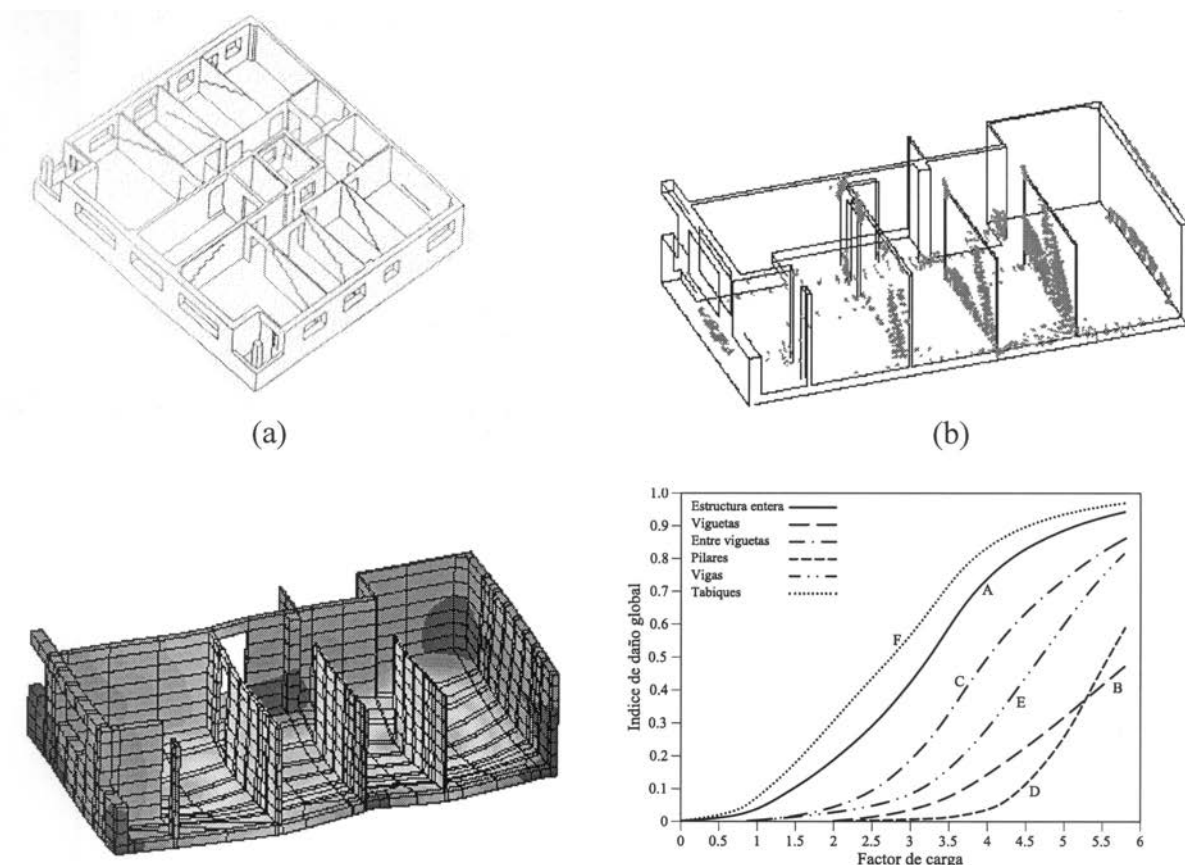 (a)
(b)
Indice de daño global
1.0
0.9
0.8
0.7
0.6
0.5
0.4
0.3
0.2
0.1
0
Estructura entera
Viguetas
Entre viguetas
Pilares
Vigas
Tabiques
A
F
C
E
B
D
0 0.5 1 1.5 2 2.5 3 3.5 4 4.5 5 5.5 6
Factor de carga